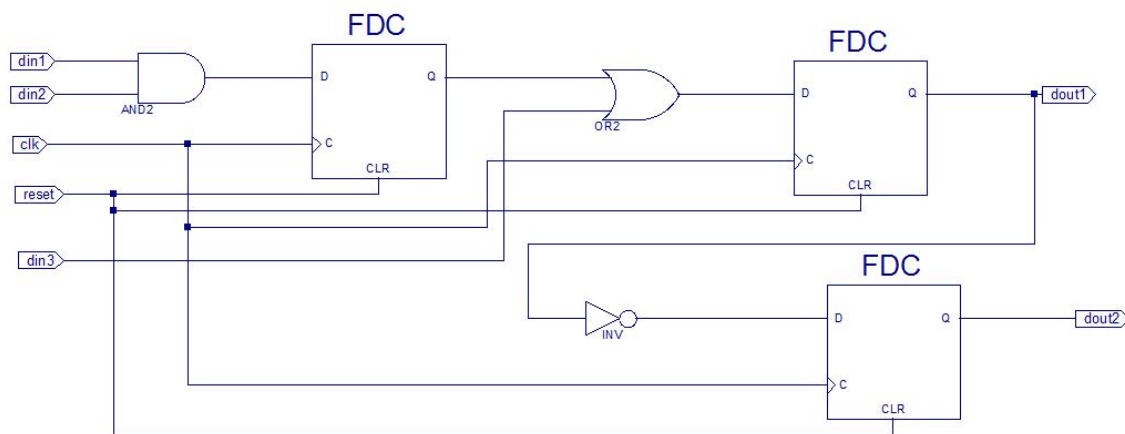 FDC
FDC
din1
D
Q
D
Q
dout1
din2
AND2
OR2
clk
C
C
CLR
CLR
reset
din3
FDC
D
Q
dout2
INV
C
CLR